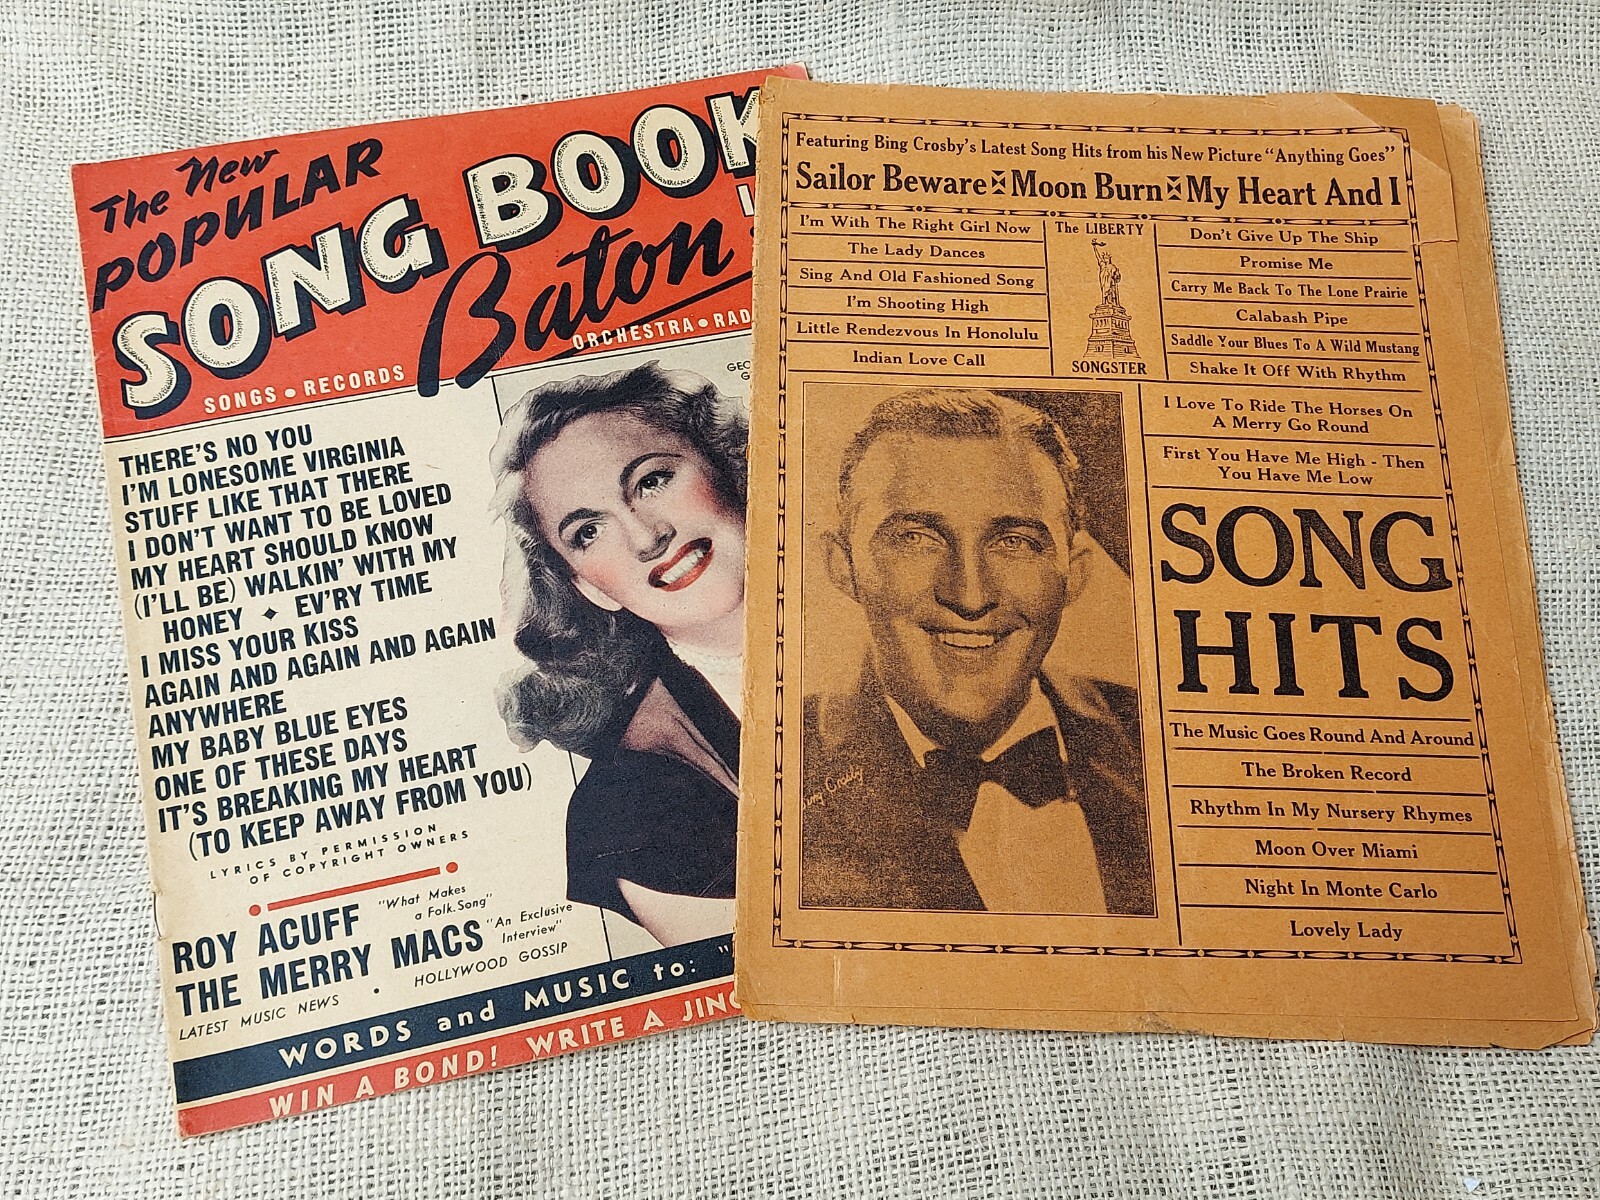 The New
POPULAR
SONG BOOK
Baton
SONGS • RECORDS
ORCHESTRA • RAD
THERE'S NO YOU
I'M LONESOME VIRGINIA
STUFF LIKE THAT THERE
I DON'T WANT TO BE LOVED
MY HEART SHOULD KNOW
(I'LL BE) WALKIN' WITH MY
HONEY ✦ EV'RY TIME
I MISS YOUR KISS
AGAIN AND AGAIN AND AGAIN
ANYWHERE
MY BABY BLUE EYES
ONE OF THESE DAYS
IT'S BREAKING MY HEART
(TO KEEP AWAY FROM YOU)
LYRICS BY PERMISSION
OF COPYRIGHT OWNERS
ROY ACUFF "What Makes
a Folk.Song"
THE MERRY MACS "An Exclusive
Interview"
LATEST MUSIC NEWS • HOLLYWOOD GOSSIP
WORDS and MUSIC to: "
WIN A BOND! WRITE A JING
Featuring Bing Crosby's Latest Song Hits from his New Picture "Anything Goes"
Sailor Beware Moon Burn My Heart And I
I'm With The Right Girl Now
The Lady Dances
Sing And Old Fashioned Song
I'm Shooting High
Little Rendezvous In Honolulu
Indian Love Call
The LIBERTY
SONGSTER
Don't Give Up The Ship
Promise Me
Carry Me Back To The Lone Prairie
Calabash Pipe
Saddle Your Blues To A Wild Mustang
Shake It Off With Rhythm
I Love To Ride The Horses On
A Merry Go Round
First You Have Me High - Then
You Have Me Low
SONG
HITS
Bing Crosby
The Music Goes Round And Around
The Broken Record
Rhythm In My Nursery Rhymes
Moon Over Miami
Night In Monte Carlo
Lovely Lady